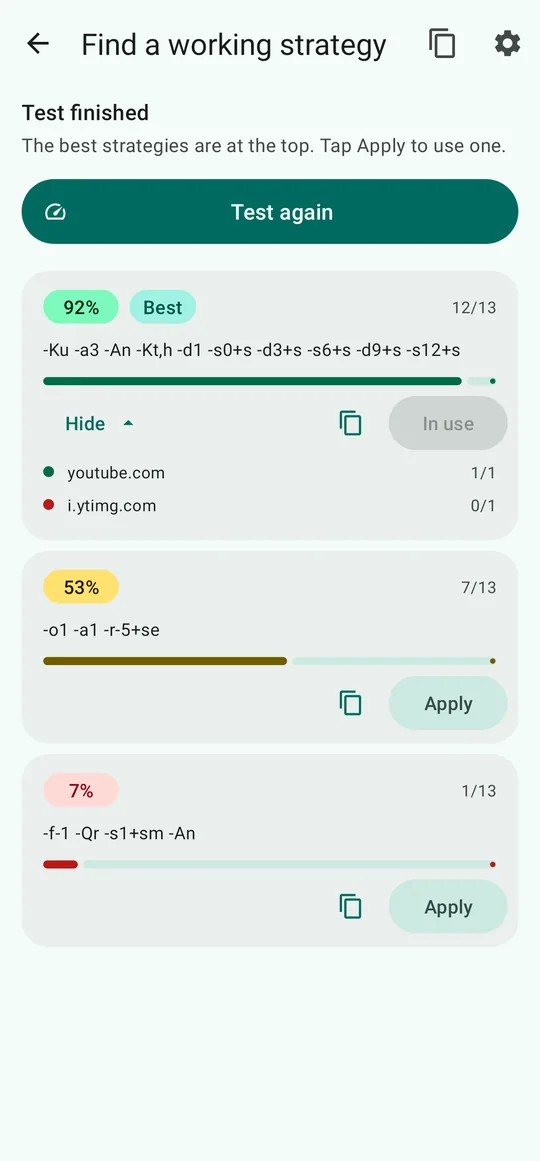 Find a working strategy
Test finished
The best strategies are at the top. Tap Apply to use one.
Test again
92% Best 12/13
-Ku -a3 -An -Kt,h -d1 -s0+s -d3+s -s6+s -d9+s -s12+s
Hide In use
youtube.com 1/1
i.ytimg.com 0/1
53% 7/13
-o1 -a1 -r-5+se
Apply
7% 1/13
-f-1 -Qr -s1+sm -An
Apply